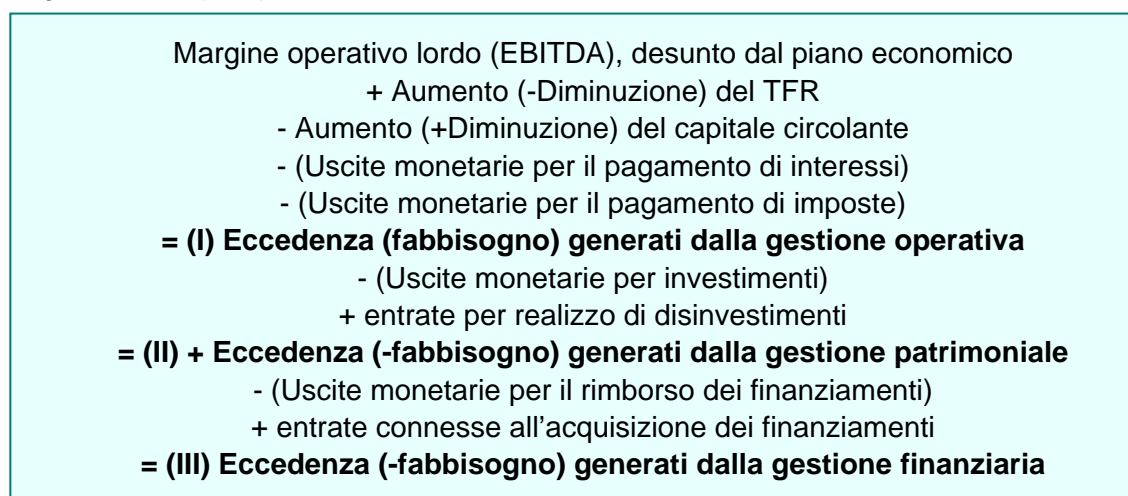 Margine operativo lordo (EBITDA), desunto dal piano economico
+ Aumento (-Diminuzione) del TFR
- Aumento (+Diminuzione) del capitale circolante
- (Uscite monetarie per il pagamento di interessi)
- (Uscite monetarie per il pagamento di imposte)
= (I) Eccedenza (fabbisogno) generati dalla gestione operativa
- (Uscite monetarie per investimenti)
+ entrate per realizzo di disinvestimenti
= (II) + Eccedenza (-fabbisogno) generati dalla gestione patrimoniale
- (Uscite monetarie per il rimborso dei finanziamenti)
+ entrate connesse all'acquisizione dei finanziamenti
= (III) Eccedenza (-fabbisogno) generati dalla gestione finanziaria